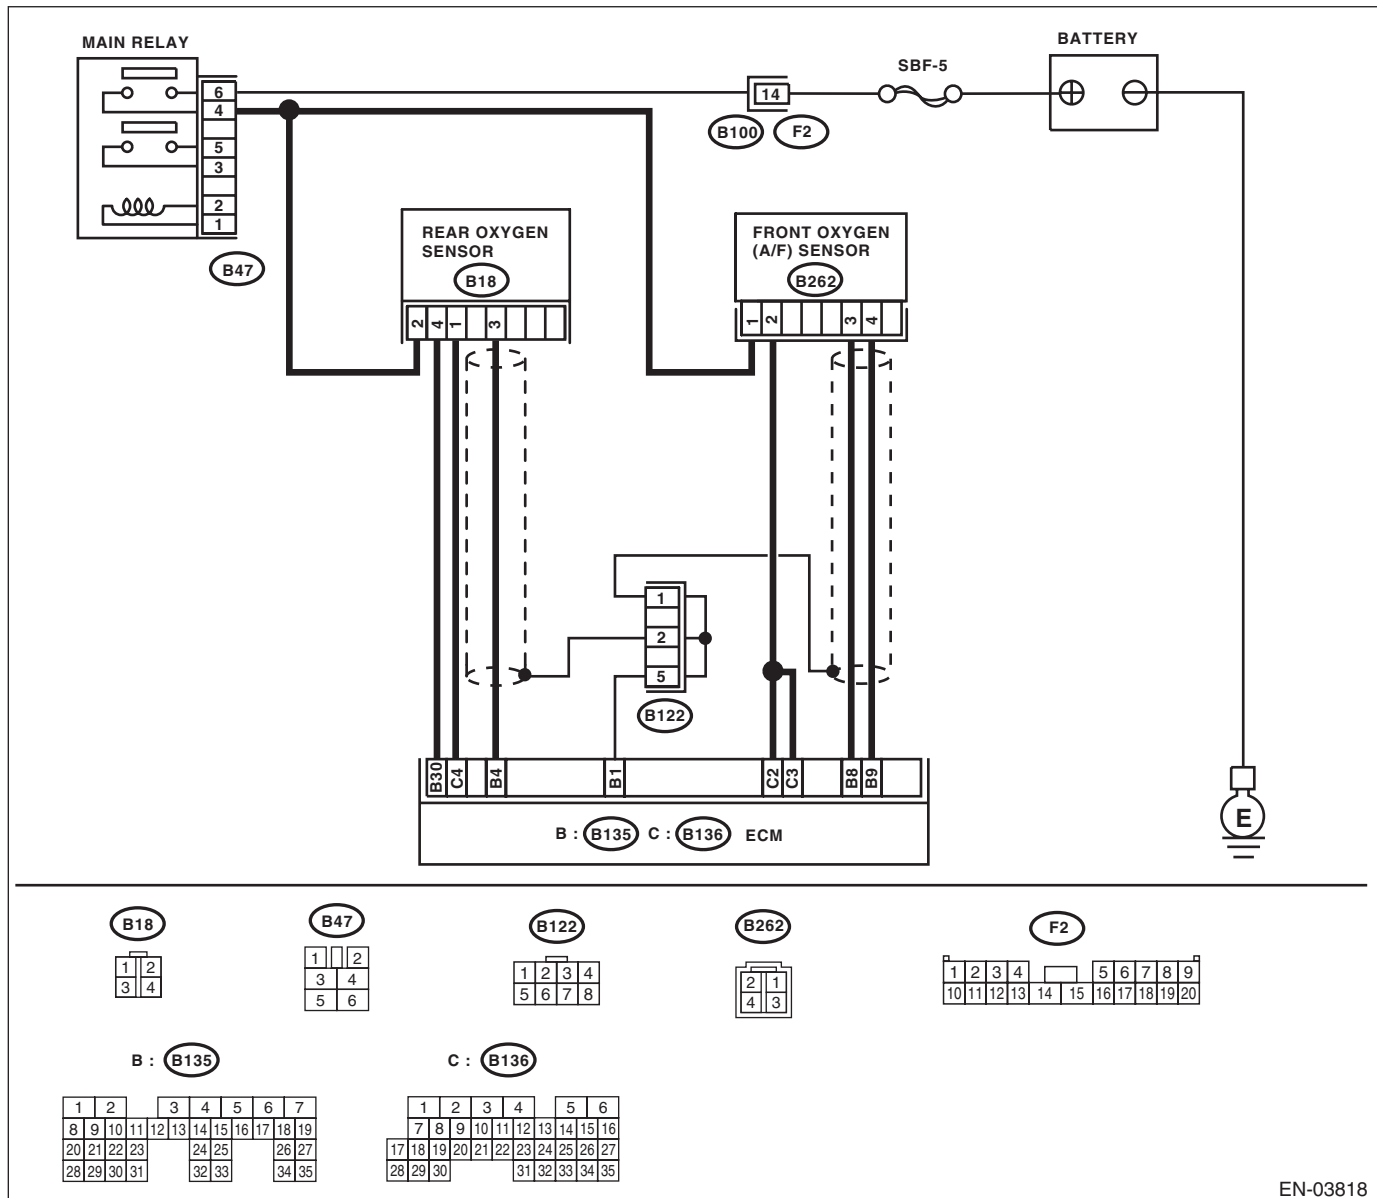 MAIN RELAY
BATTERY
SBF-5
6
4
5
3
2
1
14
B100
F2
B47
REAR OXYGEN
SENSOR
B18
FRONT OXYGEN
(A/F) SENSOR
B262
2 4 1 3
1 2 3 4
1
2
5
B122
B30 C4 B4 B1 C2 C3 B8 B9
B : B135 C : B136 ECM
E
B18
1 2
3 4
B47
1 2
3 4
5 6
B122
1 2 3 4
5 6 7 8
B262
2 1
4 3
F2
1 2 3 4 5 6 7 8 9
10 11 12 13 14 15 16 17 18 19 20
B : B135
1 2 3 4 5 6 7
8 9 10 11 12 13 14 15 16 17 18 19
20 21 22 23 24 25 26 27
28 29 30 31 32 33 34 35
C : B136
1 2 3 4 5 6
7 8 9 10 11 12 13 14 15 16
17 18 19 20 21 22 23 24 25 26 27
28 29 30 31 32 33 34 35
EN-03818